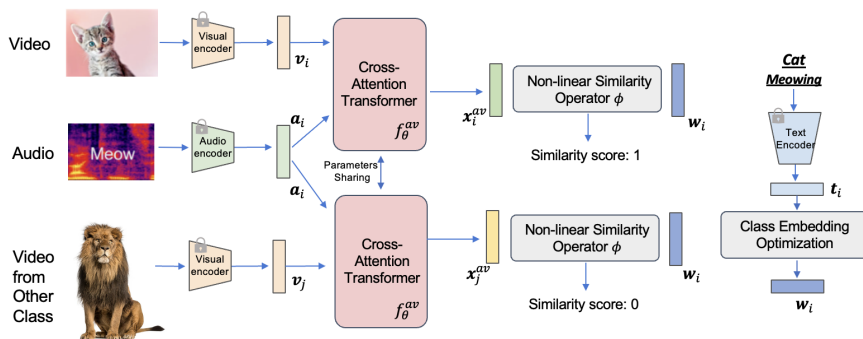 Video
Visual
encoder
v_i
Cross-
Attention
Transformer
f_θ^{av}
x_i^{av}
Non-linear Similarity
Operator ϕ
w_i
Similarity score: 1
Audio
Meow
Audio
encoder
a_i
a_i
Parameters
Sharing
Video
from
Other
Class
Visual
encoder
v_j
Cross-
Attention
Transformer
f_θ^{av}
x_j^{av}
Non-linear Similarity
Operator ϕ
w_i
Similarity score: 0
Cat
Meowing
Text
Encoder
t_i
Class Embedding
Optimization
w_i